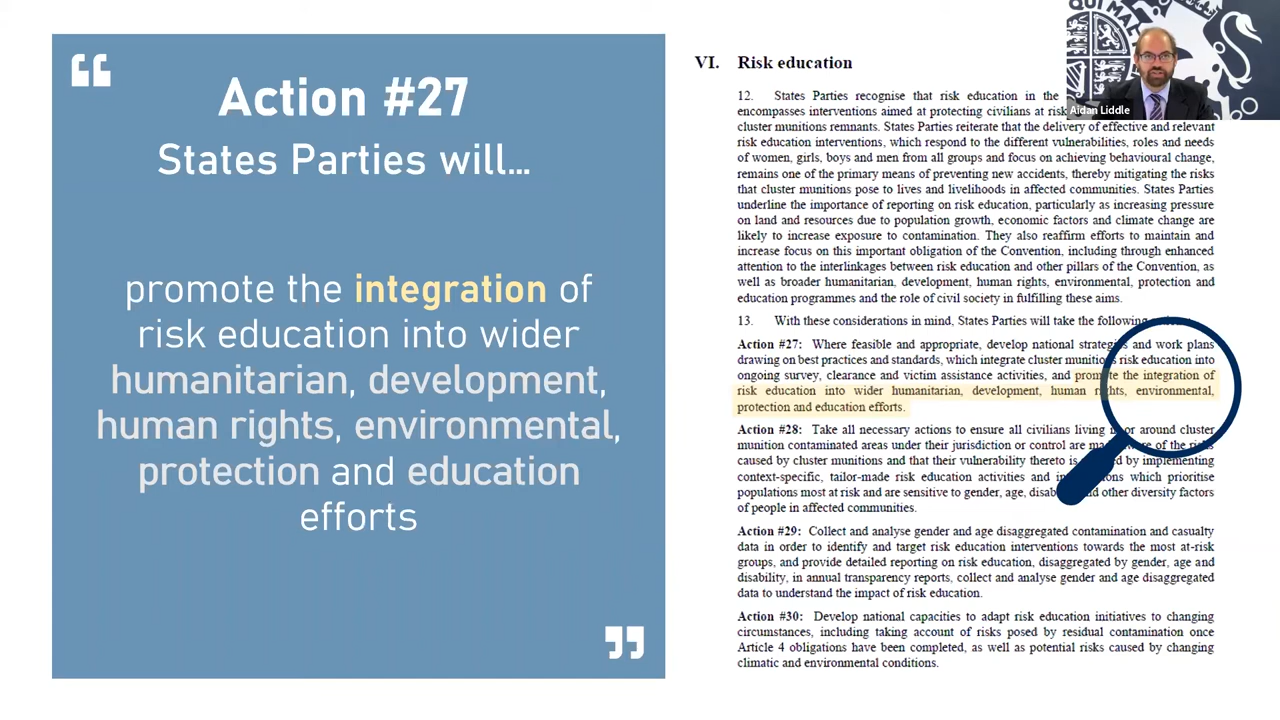 “
Action #27
States Parties will...
promote the integration of
risk education into wider
humanitarian, development,
human rights, environmental,
protection and education
efforts
”
VI. Risk education
12. States Parties recognise that risk education in the
encompasses interventions aimed at protecting civilians at risk
cluster munitions remnants. States Parties reiterate that the delivery of effective and relevant
risk education interventions, which respond to the different vulnerabilities, roles and needs
of women, girls, boys and men from all groups and focus on achieving behavioural change,
remains one of the primary means of preventing new accidents, thereby mitigating the risks
that cluster munitions pose to lives and livelihoods in affected communities. States Parties
underline the importance of reporting on risk education, particularly as increasing pressure
on land and resources due to population growth, economic factors and climate change are
likely to increase exposure to contamination. They also reaffirm efforts to maintain and
increase focus on this important obligation of the Convention, including through enhanced
attention to the interlinkages between risk education and other pillars of the Convention, as
well as broader humanitarian, development, human rights, environmental, protection and
education programmes and the role of civil society in fulfilling these aims.
13. With these considerations in mind, States Parties will take the following
Action #27: Where feasible and appropriate, develop national strategies and work plans
drawing on best practices and standards, which integrate cluster munitions risk education into
ongoing survey, clearance and victim assistance activities, and promote the integration of
risk education into wider humanitarian, development, human rights, environmental,
protection and education efforts.
Action #28: Take all necessary actions to ensure all civilians living in or around cluster
munition contaminated areas under their jurisdiction or control are made aware of the risks
caused by cluster munitions and that their vulnerability thereto is by implementing
context-specific, tailor-made risk education activities and which prioritise
populations most at risk and are sensitive to gender, age, and other diversity factors
of people in affected communities.
Action #29: Collect and analyse gender and age disaggregated contamination and casualty
data in order to identify and target risk education interventions towards the most at-risk
groups, and provide detailed reporting on risk education, disaggregated by gender, age and
disability, in annual transparency reports, collect and analyse gender and age disaggregated
data to understand the impact of risk education.
Action #30: Develop national capacities to adapt risk education initiatives to changing
circumstances, including taking account of risks posed by residual contamination once
Article 4 obligations have been completed, as well as potential risks caused by changing
climatic and environmental conditions.
QUI MAL
Aidan Liddle